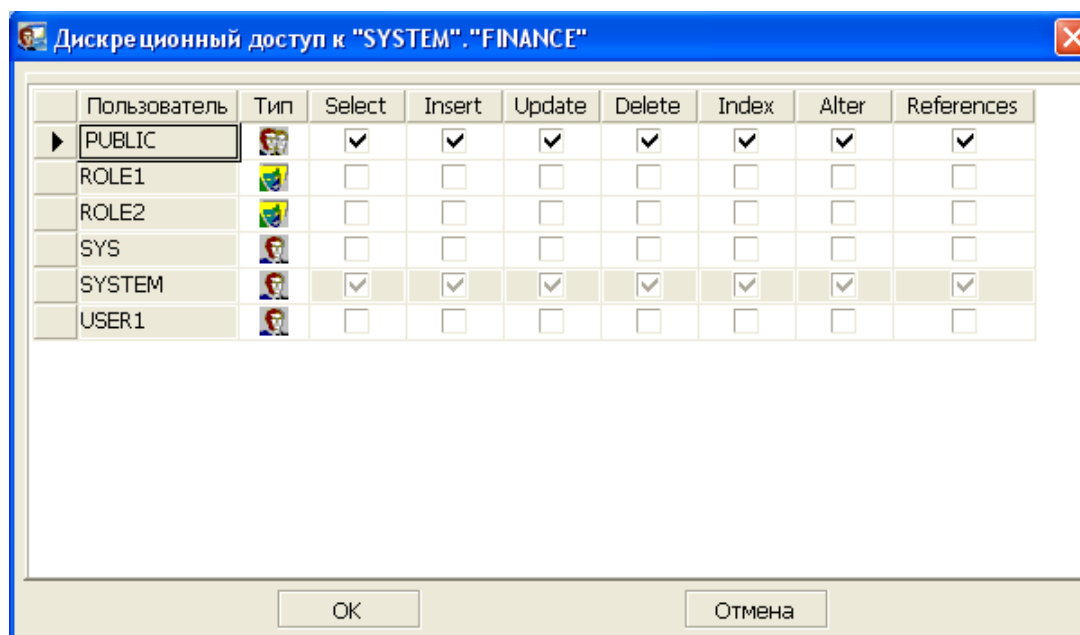 Дискреционный доступ к "SYSTEM"."FINANCE"
Пользователь Тип Select Insert Update Delete Index Alter References
PUBLIC
ROLE1
ROLE2
SYS
SYSTEM
USER1
OK Отмена